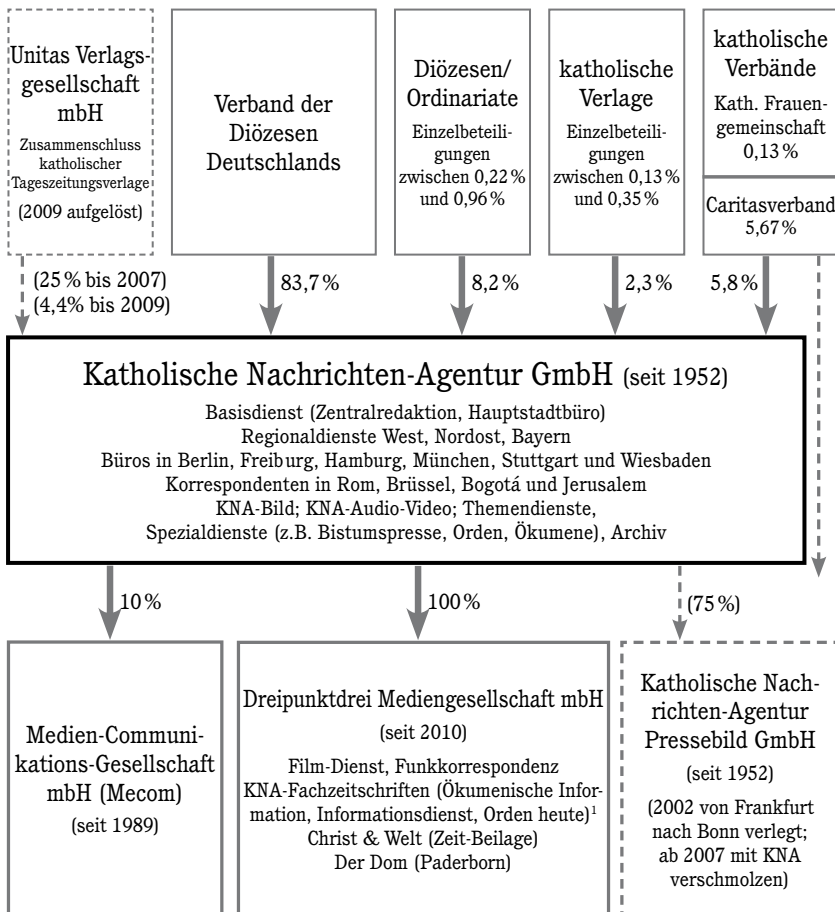 Unitas Verlags-
gesellschaft
mbH
Zusammenschluss
katholischer
Tageszeitungsverlage
(2009 aufgelöst)
Verband der
Diözesen
Deutschlands
Diözesen/
Ordinariate
Einzelbeteili-
gungen
zwischen 0,22 %
und 0,96 %
katholische
Verlage
Einzelbeteili-
gungen
zwischen 0,13 %
und 0,35 %
katholische
Verbände
Kath. Frauen-
gemeinschaft
0,13 %
Caritasverband
5,67 %
(25 % bis 2007)
(4,4% bis 2009)
83,7 %
8,2 %
2,3 %
5,8 %
Katholische Nachrichten-Agentur GmbH (seit 1952)
Basisdienst (Zentralredaktion, Hauptstadtbüro)
Regionaldienste West, Nordost, Bayern
Büros in Berlin, Freiburg, Hamburg, München, Stuttgart und Wiesbaden
Korrespondenten in Rom, Brüssel, Bogotá und Jerusalem
KNA-Bild; KNA-Audio-Video; Themendienste,
Spezialdienste (z.B. Bistumspresse, Orden, Ökumene), Archiv
10 %
100 %
(75 %)
Medien-Communi-
kations-Gesellschaft
mbH (Mecom)
(seit 1989)
Dreipunktdrei Mediengesellschaft mbH
(seit 2010)
Film-Dienst, Funkkorrespondenz
KNA-Fachzeitschriften (Ökumenische Infor-
mation, Informationsdienst, Orden heute)¹
Christ & Welt (Zeit-Beilage)
Der Dom (Paderborn)
Katholische Nach-
richten-Agentur
Pressebild GmbH
(seit 1952)
(2002 von Frankfurt
nach Bonn verlegt;
ab 2007 mit KNA
verschmolzen)